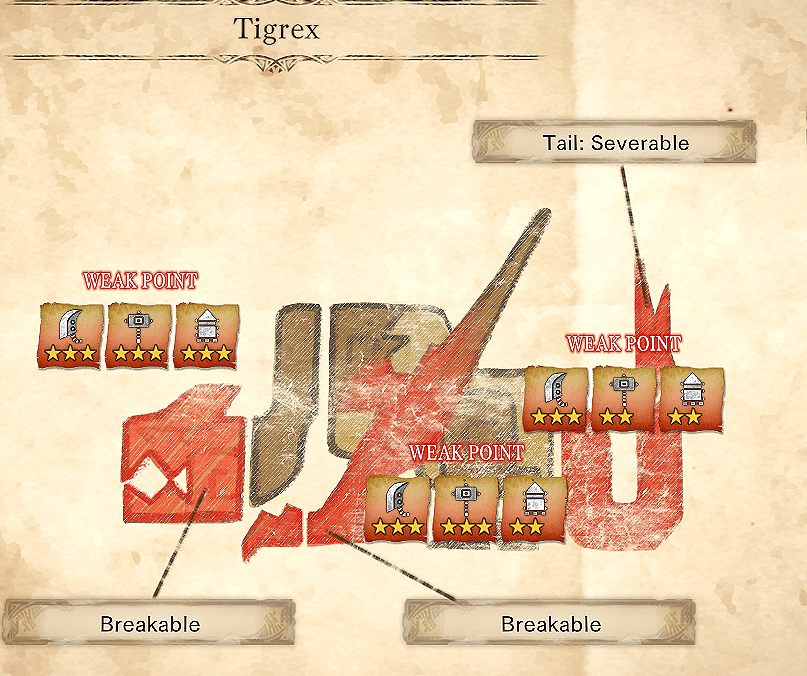 Tigrex
Tail: Severable
WEAK POINT
WEAK POINT
WEAK POINT
Breakable
Breakable